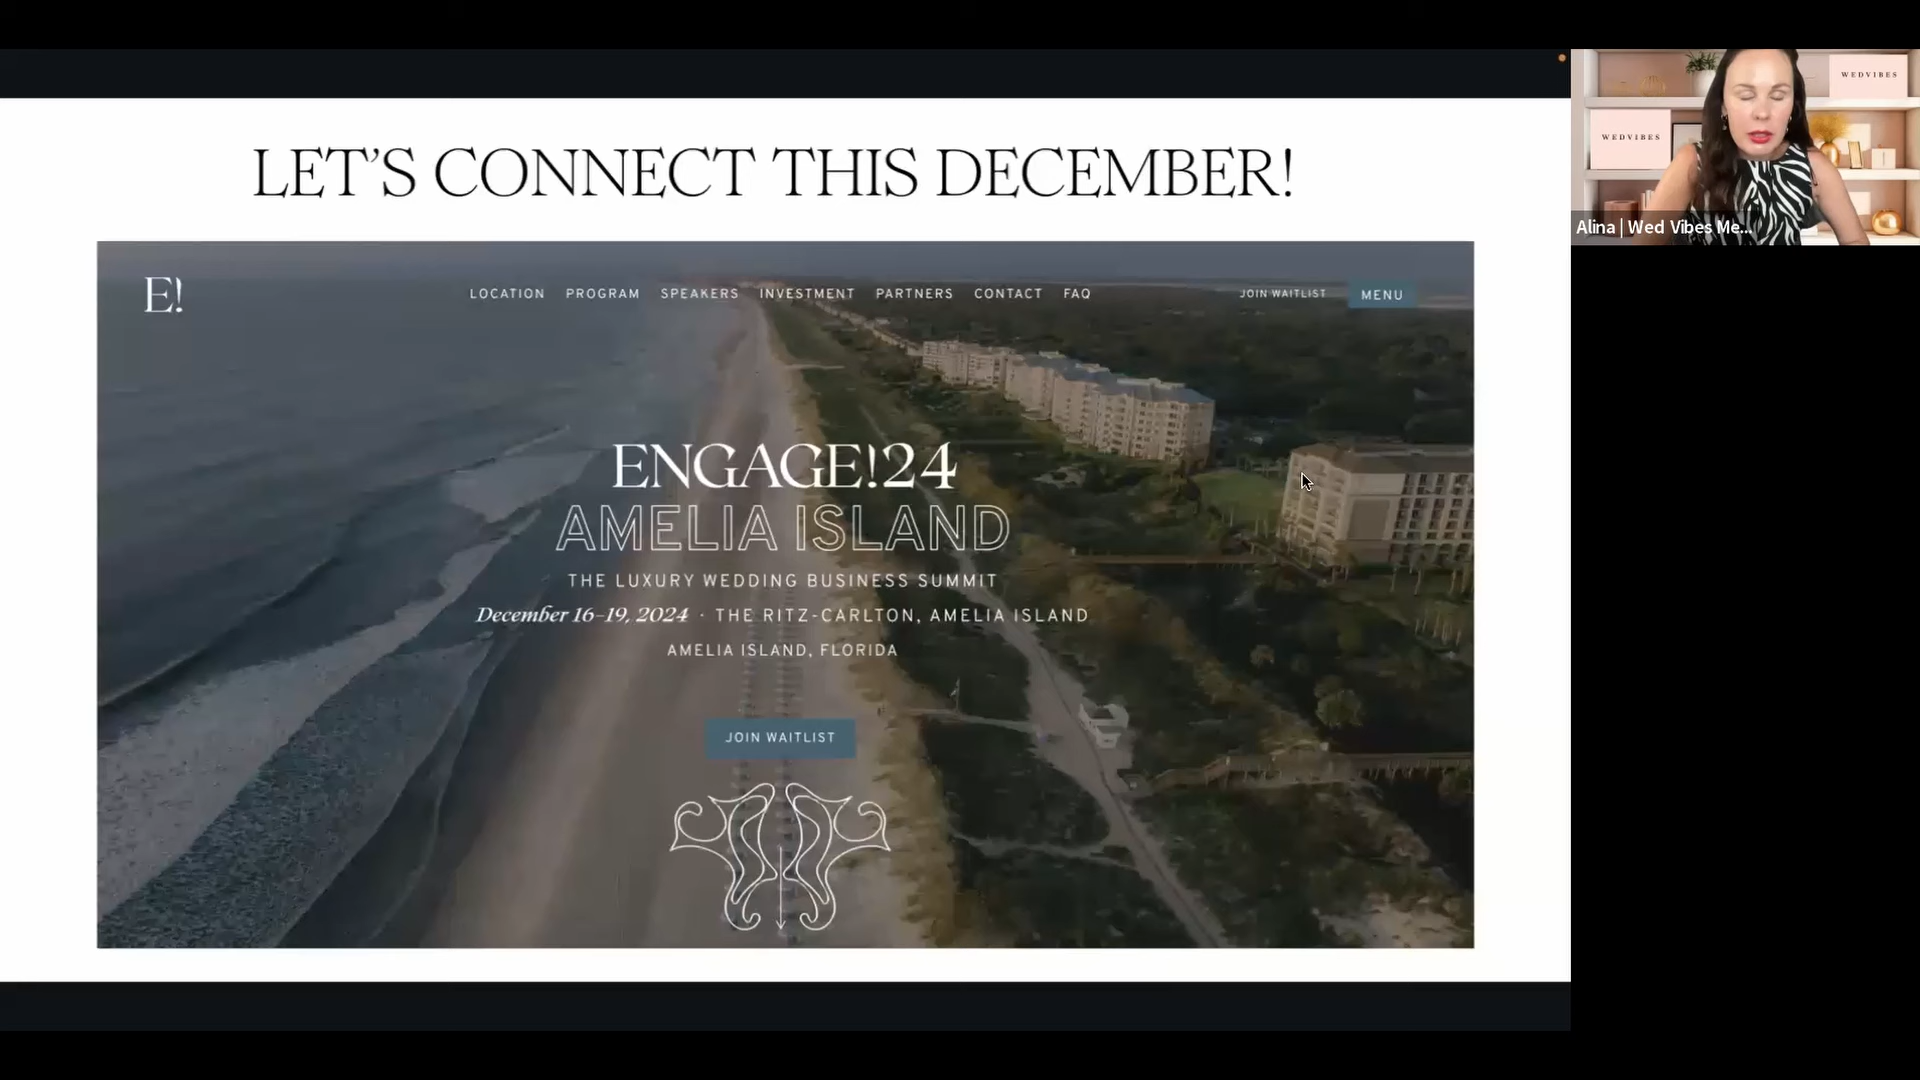 LET'S CONNECT THIS DECEMBER!
E!
LOCATION PROGRAM SPEAKERS INVESTMENT PARTNERS CONTACT FAQ
JOIN WAITLIST MENU
ENGAGE!24
AMELIA ISLAND
THE LUXURY WEDDING BUSINESS SUMMIT
December 16–19, 2024 · THE RITZ-CARLTON, AMELIA ISLAND
AMELIA ISLAND, FLORIDA
JOIN WAITLIST
WEDVIBES
WEDVIBES
Alina | Wed Vibes Me...